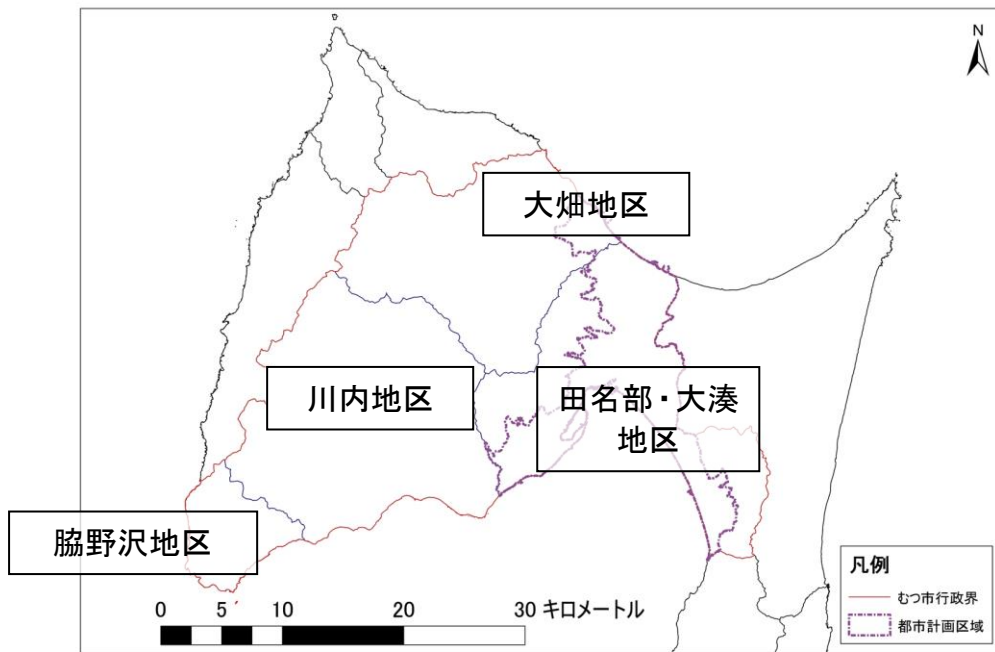 N
大畑地区
川内地区
田名部・大湊
地区
脇野沢地区
凡例
むつ市行政界
都市計画区域
0 5 10 20 30 キロメートル